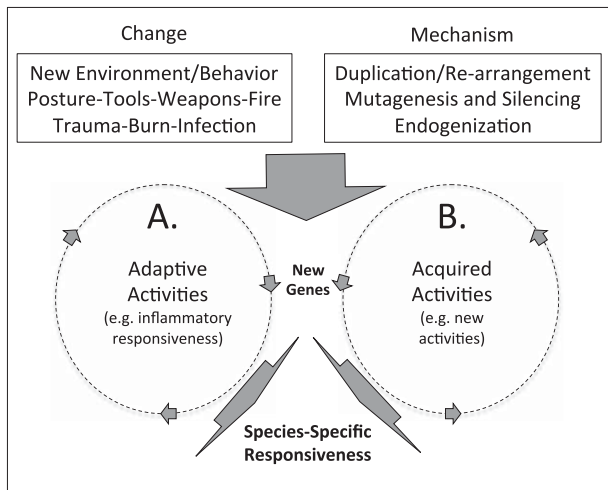 Change
New Environment/Behavior
Posture-Tools-Weapons-Fire
Trauma-Burn-Infection
Mechanism
Duplication/Re-arrangement
Mutagenesis and Silencing
Endogenization
A.
Adaptive
Activities
(e.g. inflammatory
responsiveness)
New
Genes
B.
Acquired
Activities
(e.g. new
activities)
Species-Specific
Responsiveness